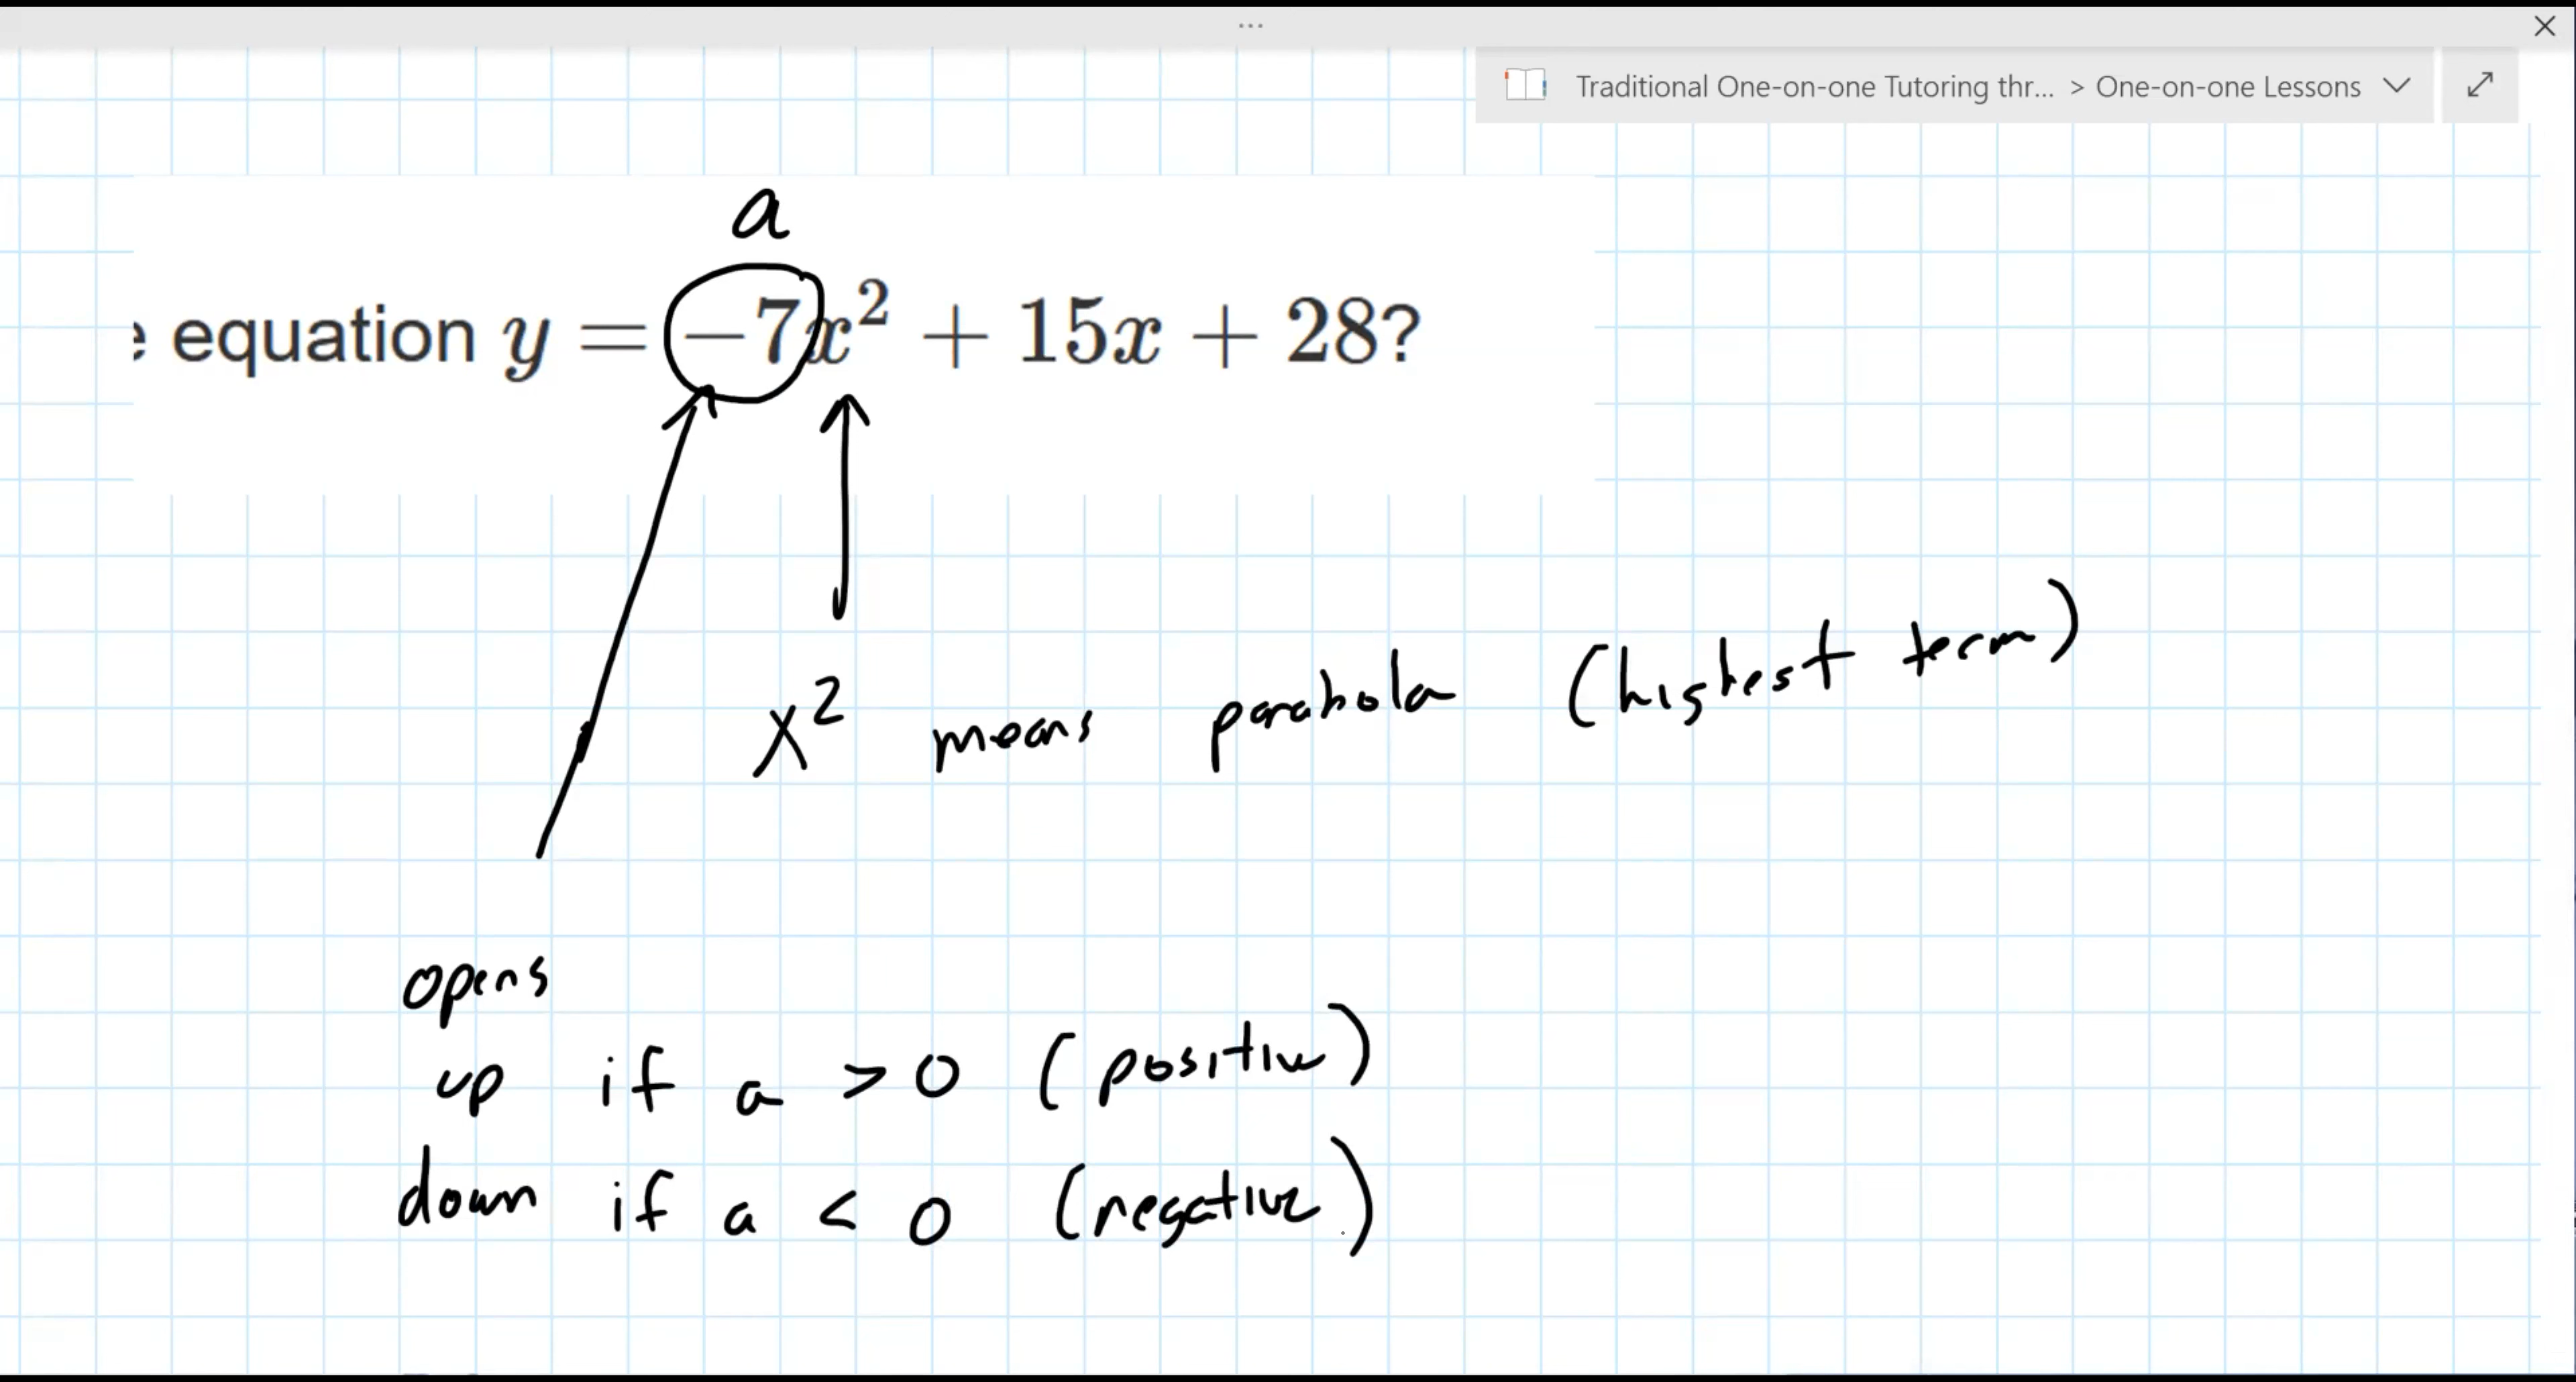 ...
Traditional One-on-one Tutoring thr... > One-on-one Lessons
a
equation y = −7x² + 15x + 28?
x² means parabola (highest term)
opens
up if a > 0 (positive)
down if a < 0 (negative)